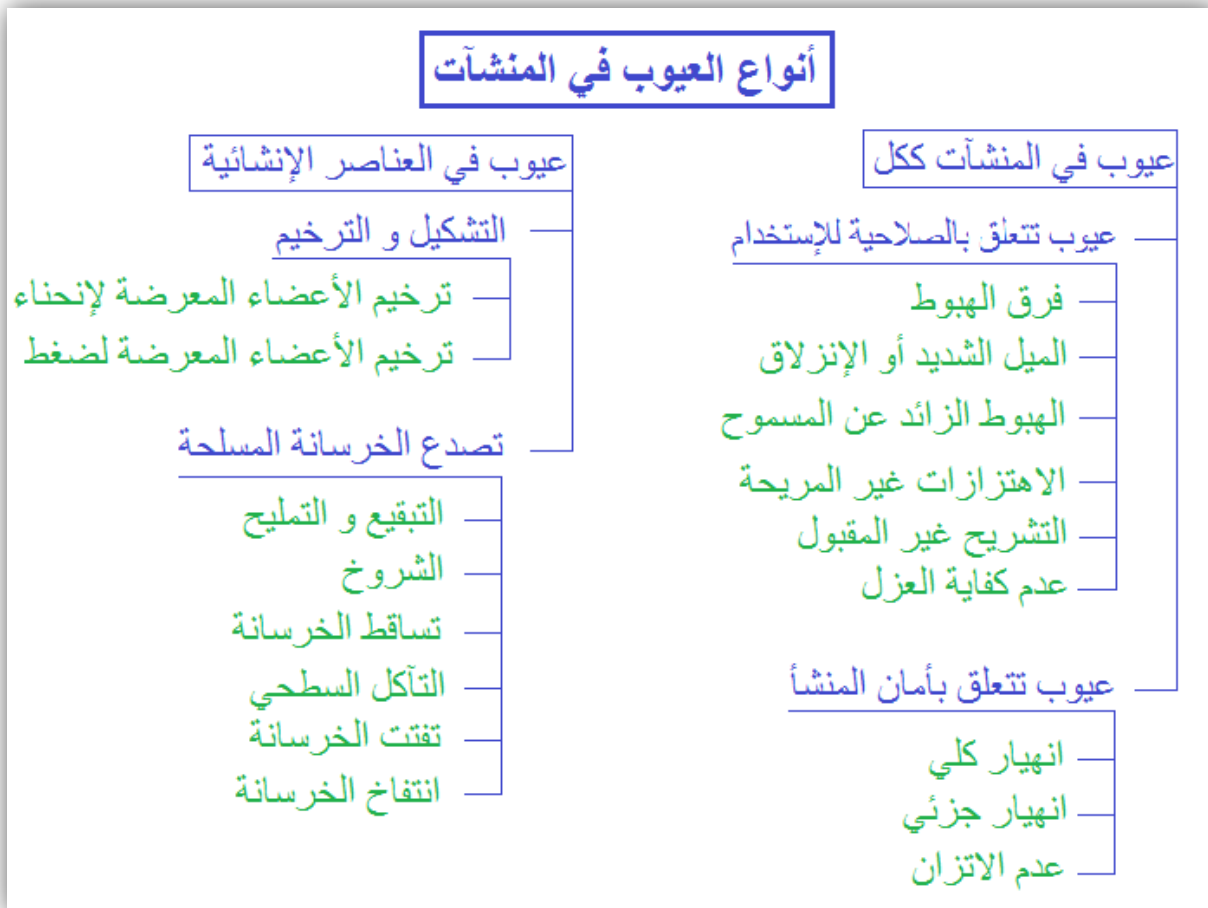 أنواع العيوب في المنشآت
عيوب في المنشآت ككل
عيوب تتعلق بالصلاحية للإستخدام
فرق الهبوط
الميل الشديد أو الإنزلاق
الهبوط الزائد عن المسموح
الاهتزازات غير المريحة
التشريح غير المقبول
عدم كفاية العزل
عيوب تتعلق بأمان المنشأ
انهيار كلي
انهيار جزئي
عدم الاتزان
عيوب في العناصر الإنشائية
التشكيل و الترخيم
ترخيم الأعضاء المعرضة لإنحناء
ترخيم الأعضاء المعرضة لضغط
تصدع الخرسانة المسلحة
التبقيع و التمليح
الشروخ
تساقط الخرسانة
التآكل السطحي
تفتت الخرسانة
انتفاخ الخرسانة